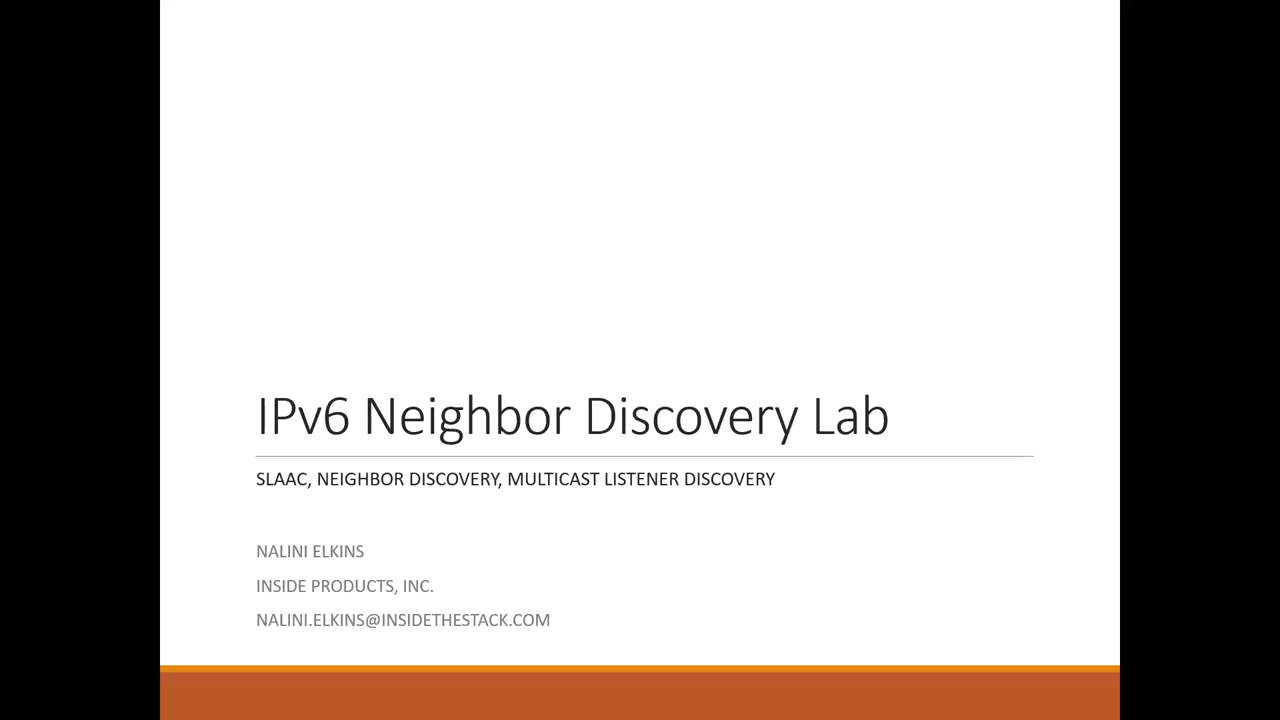 IPv6 Neighbor Discovery Lab
SLAAC, NEIGHBOR DISCOVERY, MULTICAST LISTENER DISCOVERY
NALINI ELKINS
INSIDE PRODUCTS, INC.
NALINI.ELKINS@INSIDETHESTACK.COM